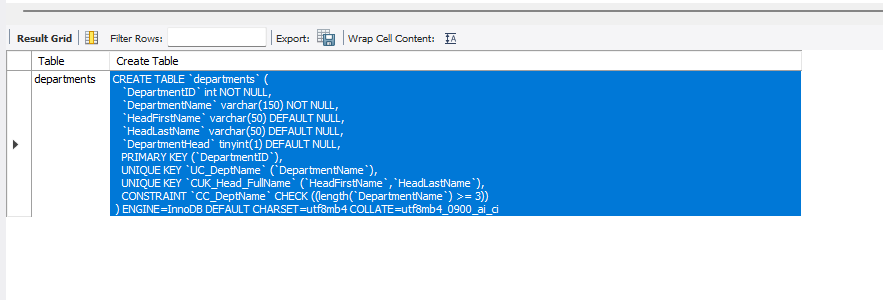 Result Grid Filter Rows: Export: Wrap Cell Content:
Table Create Table
departments CREATE TABLE `departments` (
`DepartmentID` int NOT NULL,
`DepartmentName` varchar(150) NOT NULL,
`HeadFirstName` varchar(50) DEFAULT NULL,
`HeadLastName` varchar(50) DEFAULT NULL,
`DepartmentHead` tinyint(1) DEFAULT NULL,
PRIMARY KEY (`DepartmentID`),
UNIQUE KEY `UC_DeptName` (`DepartmentName`),
UNIQUE KEY `CUK_Head_FullName` (`HeadFirstName`,`HeadLastName`),
CONSTRAINT `CC_DeptName` CHECK ((length(`DepartmentName`) >= 3))
) ENGINE=InnoDB DEFAULT CHARSET=utf8mb4 COLLATE=utf8mb4_0900_ai_ci